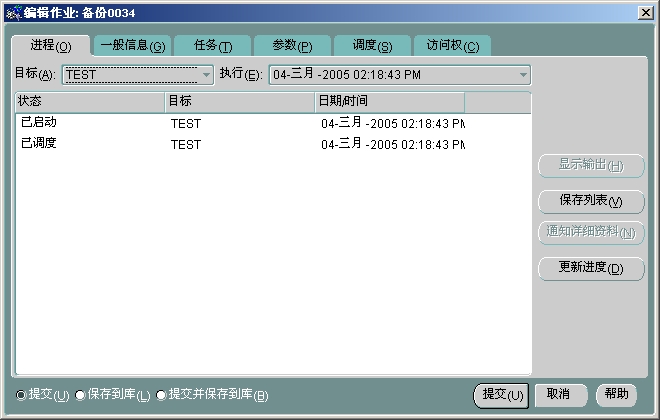 编辑作业: 备份0034
进程(O) 一般信息(G) 任务(T) 参数(P) 调度(S) 访问权(C)
目标(A): TEST 执行(E): 04-三月 -2005 02:18:43 PM
状态 目标 日期/时间
已启动 TEST 04-三月 -2005 02:18:43 PM
已调度 TEST 04-三月 -2005 02:18:43 PM
显示输出(H)
保存列表(V)
通知详细资料(N)
更新进度(D)
提交(U) 保存到库(L) 提交并保存到库(B) 提交(U) 取消 帮助